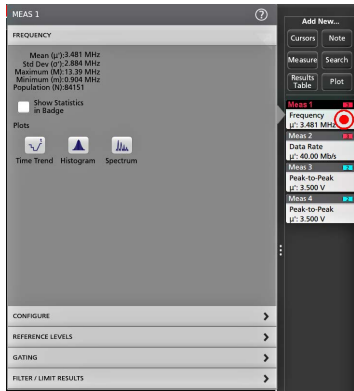 MEAS 1
?
FREQUENCY
Mean (µ'): 3.481 MHz
Std Dev (σ'): 2.884 MHz
Maximum (M): 13.39 MHz
Minimum (m): 0.904 MHz
Population (N): 84151
Show Statistics
in Badge
Plots
Time Trend Histogram Spectrum
CONFIGURE
REFERENCE LEVELS
GATING
FILTER / LIMIT RESULTS
Add New...
Cursors Note
Measure Search
Results
Table
Plot
Meas 1
Frequency
µ': 3.481 MH
Meas 2
Data Rate
µ': 40.00 Mb/s
Meas 3
Peak-to-Peak
µ': 3.500 V
Meas 4
Peak-to-Peak
µ': 3.500 V